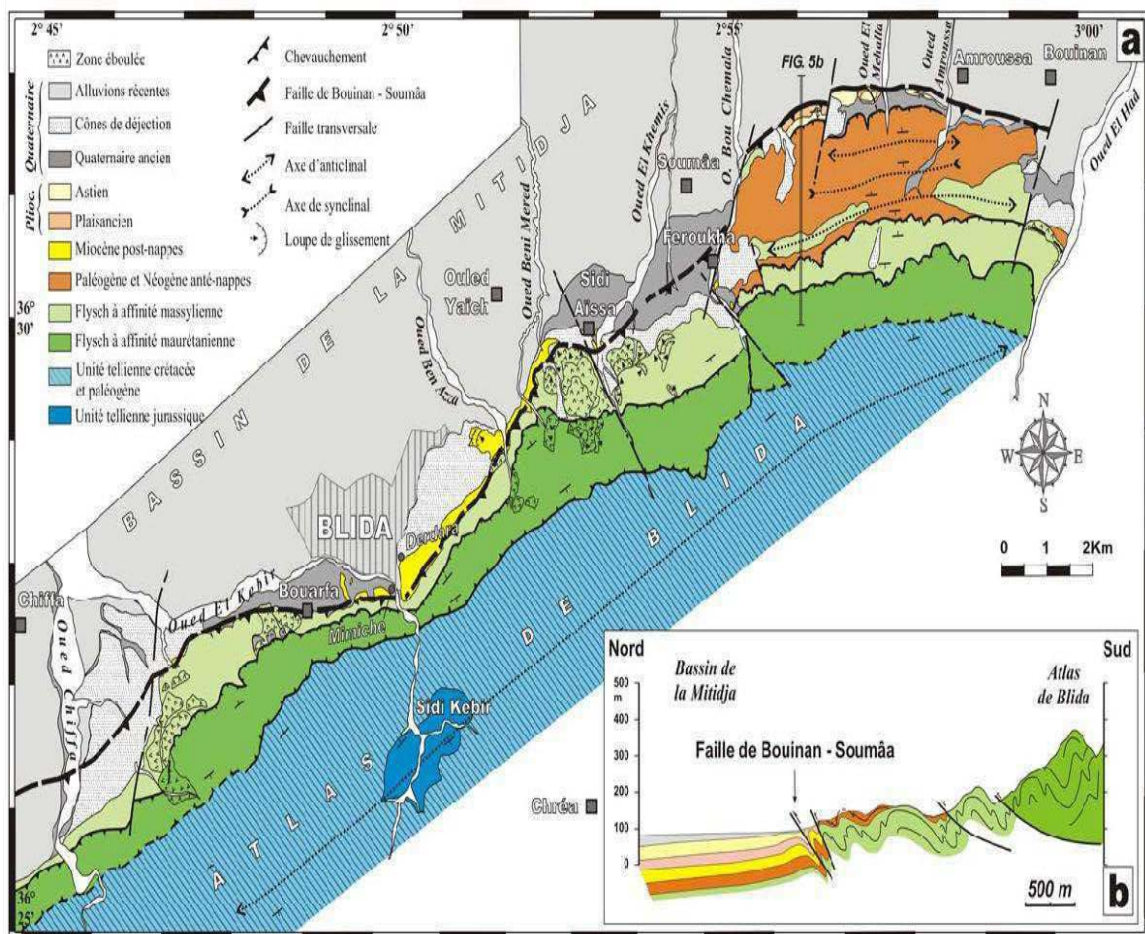 2° 45'
2° 50'
2° 55'
3° 00'
a
Zone éboulée
Quaternaire
Alluvions récentes
Cônes de déjection
Quaternaire ancien
Plioc.
Astien
Plaisancien
Miocène post-nappes
Paléogène et Néogène anté-nappes
Flysch à affinité massylienne
Flysch à affinité maurétanienne
Unité tellienne crétacée
et paléogène
Unité tellienne jurassique
Chevauchement
Faille de Bouinan - Soumâa
Faille transversale
Axe d'anticlinal
Axe de synclinal
Loupe de glissement
FIG. 5b
Oued El
Mehalla
Oued
Amroussa
Amroussa
Bouinan
Oued El Had
O. Bou Chemala
Oued El Khemis
Soumâa
Feroukha
Oued Beni Mered
Ouled
Yaïch
Sidi
Aïssa
36°
30'
Oued Ben Azza
BASSIN DE LA MITIDJA
BLIDA
Derdara
Oued El Kebir
Bouarfa
Mimiche
Chiffa
Oued Chiffa
Sidi Kebir
Chréa
ÂTLAS DE BLIDA
36°
25'
N
W
E
S
0 1 2Km
Nord
Sud
Bassin de
la Mitidja
Atlas
de Blida
500
m
400
300
200
100
0
Faille de Bouinan - Soumâa
500 m
b